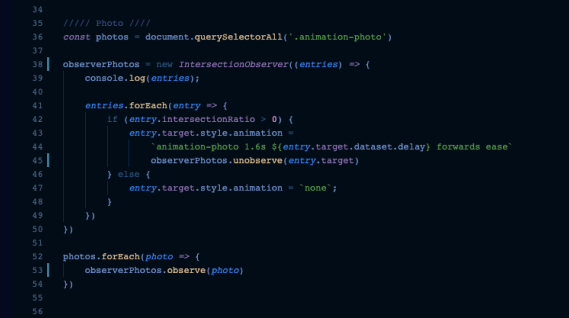 34
35 ///// Photo ////
36 const photos = document.querySelectorAll('.animation-photo')
37
38 observerPhotos = new IntersectionObserver((entries) => {
39 console.log(entries);
40
41 entries.forEach(entry => {
42 if (entry.intersectionRatio > 0) {
43 entry.target.style.animation =
44 `animation-photo 1.6s ${entry.target.dataset.delay} forwards ease`
45 observerPhotos.unobserve(entry.target)
46 } else {
47 entry.target.style.animation = `none`;
48 }
49 })
50 })
51
52 photos.forEach(photo => {
53 observerPhotos.observe(photo)
54 })
55
56